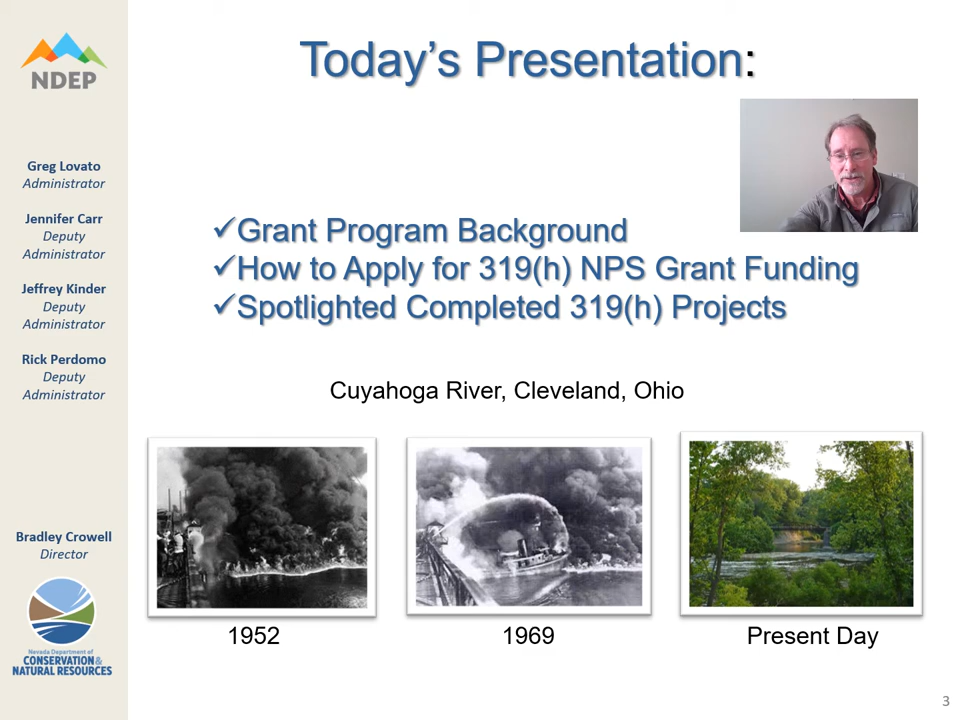 NDEP
Greg Lovato
Administrator
Jennifer Carr
Deputy
Administrator
Jeffrey Kinder
Deputy
Administrator
Rick Perdomo
Deputy
Administrator
Bradley Crowell
Director
Nevada Department of
CONSERVATION &
NATURAL RESOURCES
Today's Presentation:
✓Grant Program Background
✓How to Apply for 319(h) NPS Grant Funding
✓Spotlighted Completed 319(h) Projects
Cuyahoga River, Cleveland, Ohio
1952
1969
Present Day
3